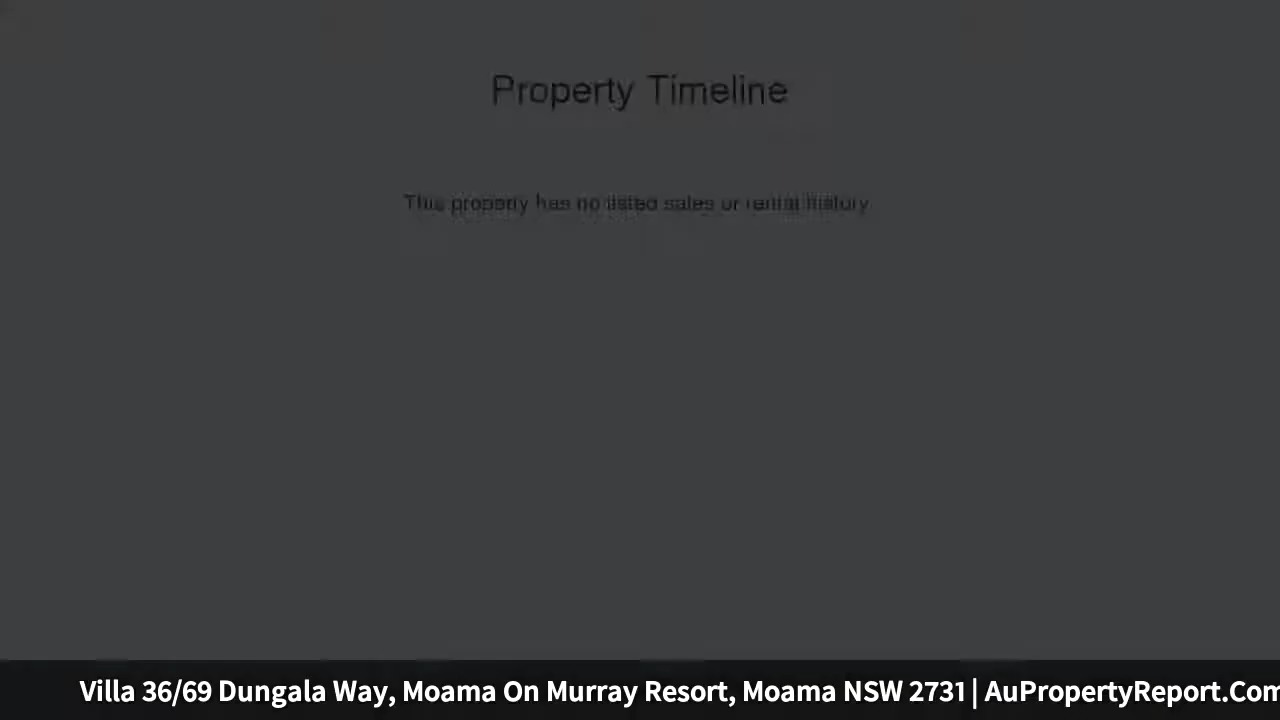 Property Timeline
This property has no listed sales or rental history
Villa 36/69 Dungala Way, Moama On Murray Resort, Moama NSW 2731 | AuPropertyReport.Com